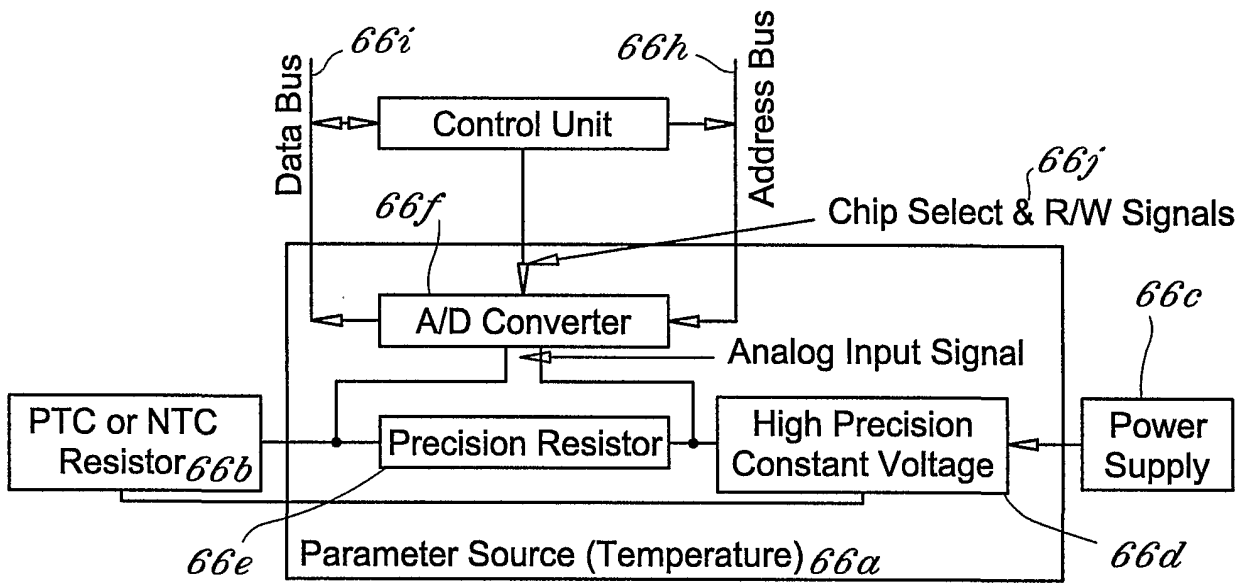 66i
66h
Data Bus
Address Bus
Control Unit
66j
66f
Chip Select & R/W Signals
66c
A/D Converter
Analog Input Signal
PTC or NTC
Resistor 66b
Precision Resistor
High Precision
Constant Voltage
Power
Supply
66e
Parameter Source (Temperature) 66a
66d